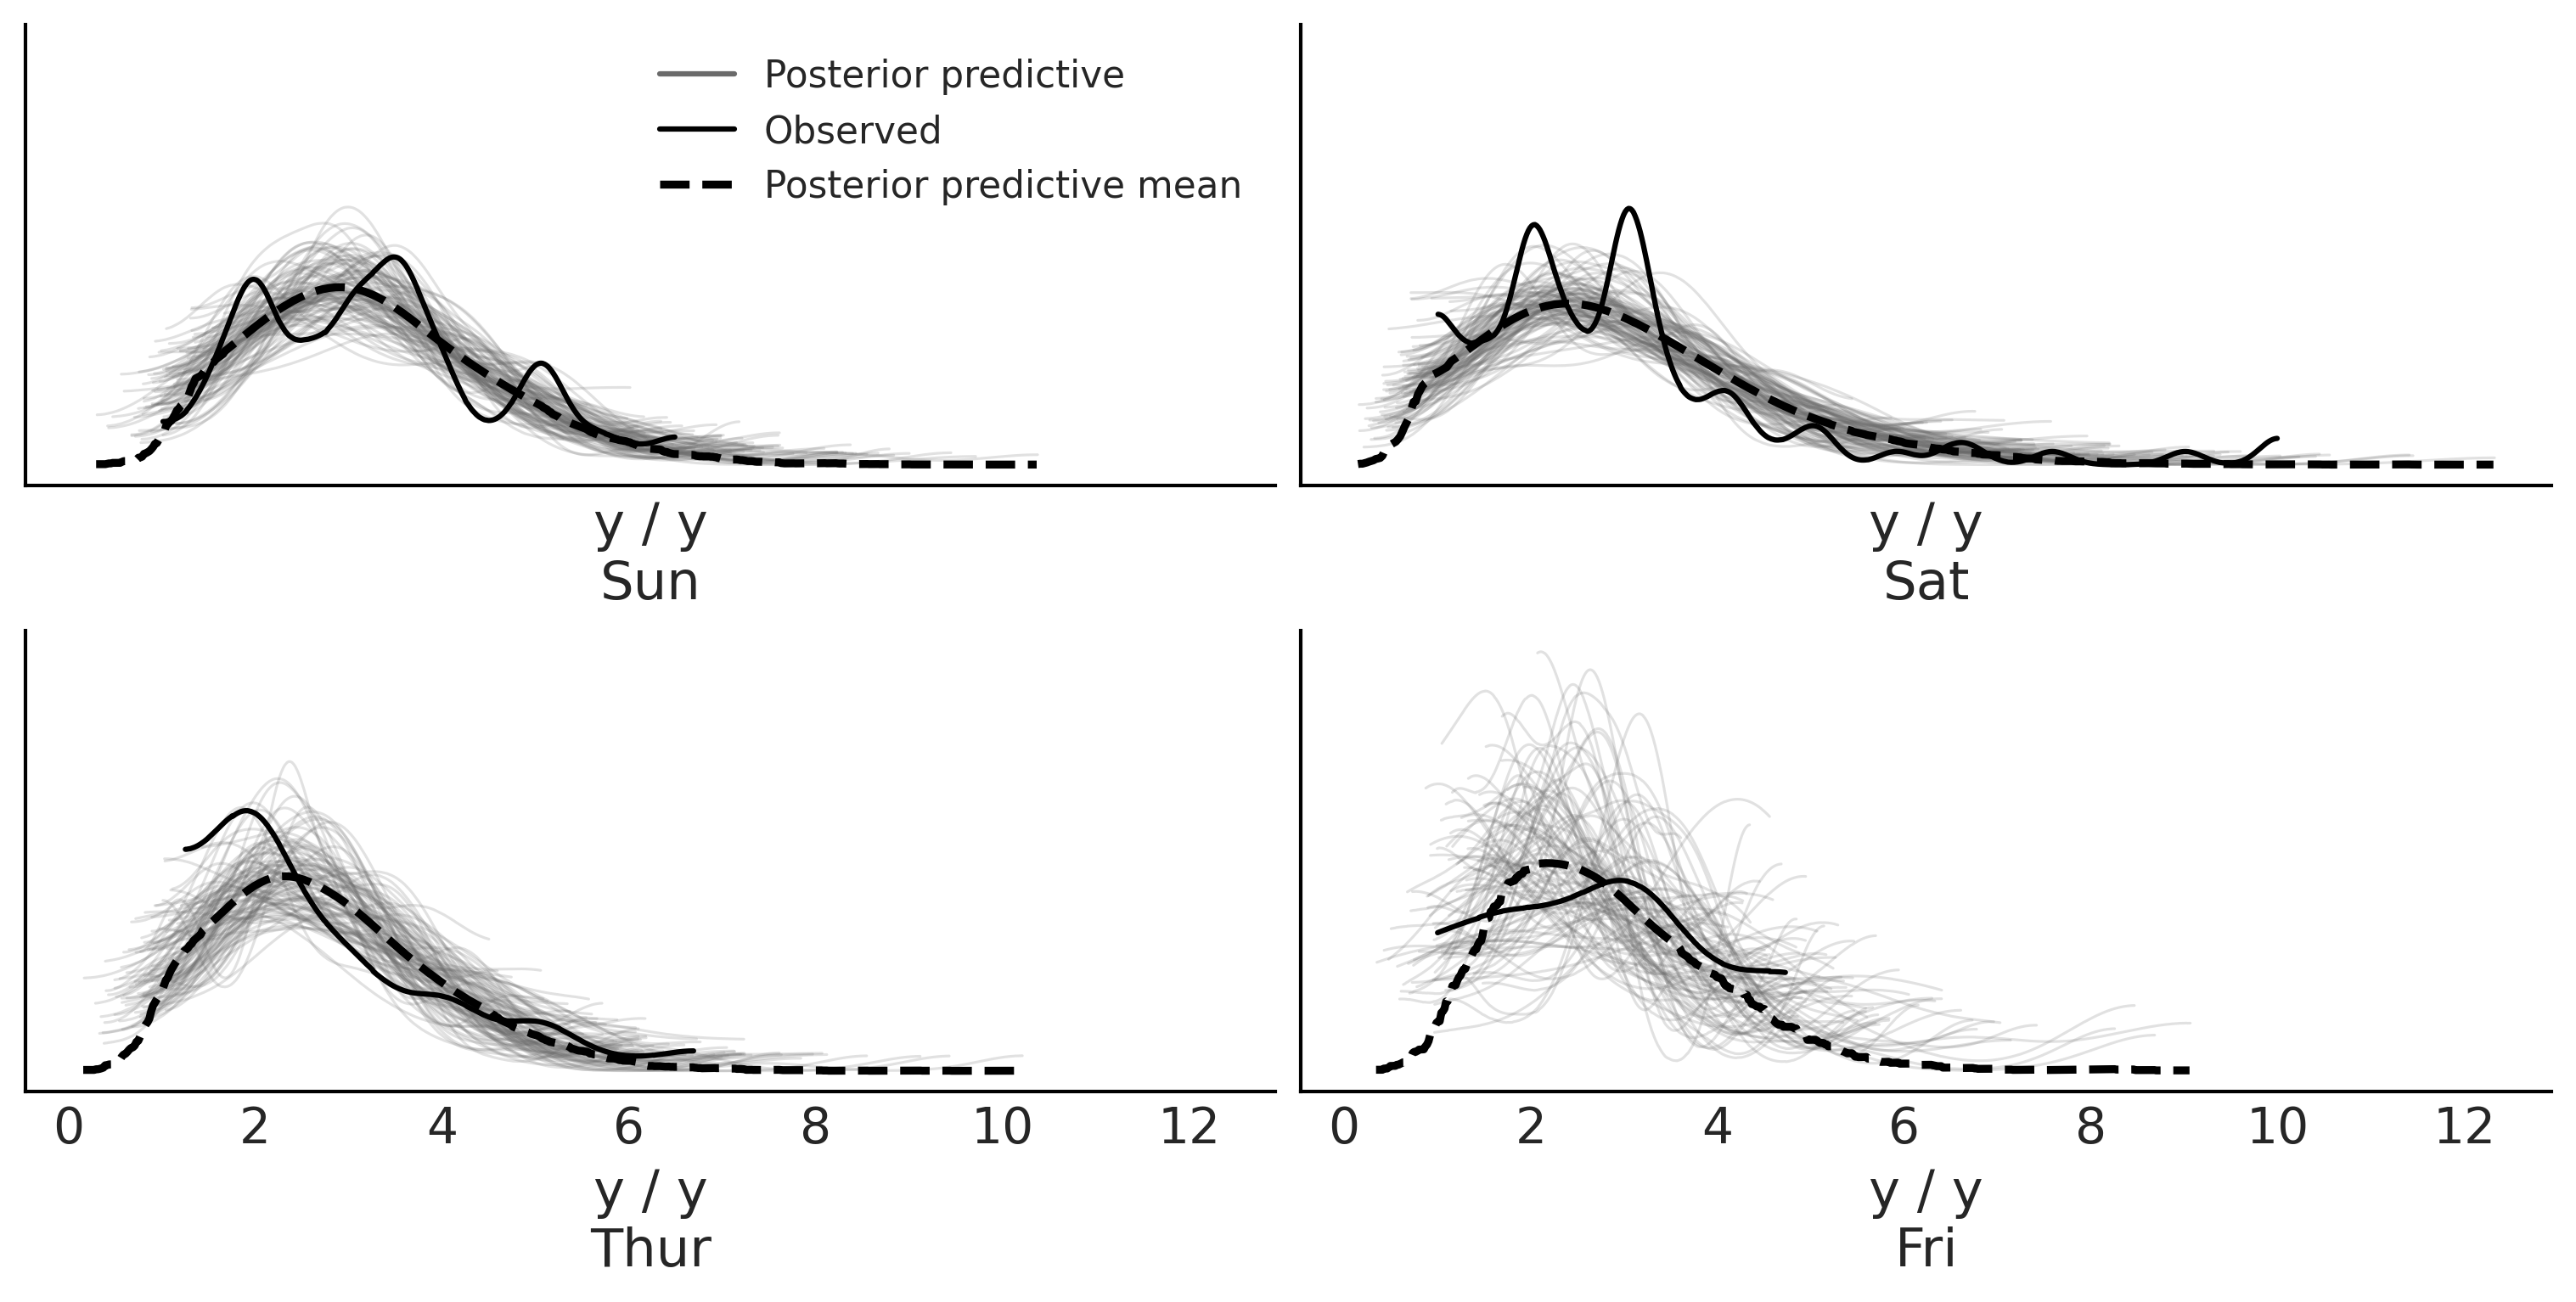 Posterior predictive
Observed
Posterior predictive mean
y / y
Sun
y / y
Sat
0 2 4 6 8 10 12
y / y
Thur
0 2 4 6 8 10 12
y / y
Fri